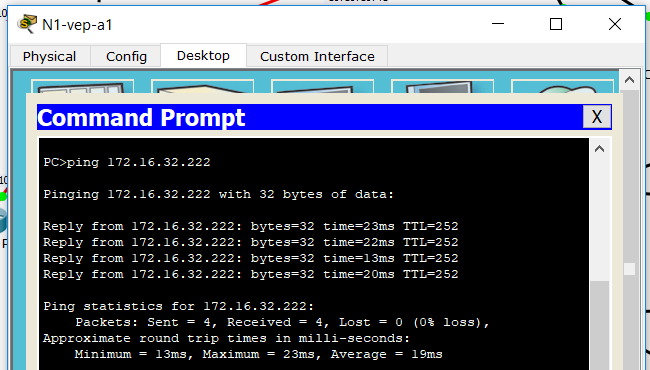 N1-vep-a1
Physical Config Desktop Custom Interface
Command Prompt X
PC>ping 172.16.32.222
Pinging 172.16.32.222 with 32 bytes of data:
Reply from 172.16.32.222: bytes=32 time=23ms TTL=252
Reply from 172.16.32.222: bytes=32 time=22ms TTL=252
Reply from 172.16.32.222: bytes=32 time=13ms TTL=252
Reply from 172.16.32.222: bytes=32 time=20ms TTL=252
Ping statistics for 172.16.32.222:
Packets: Sent = 4, Received = 4, Lost = 0 (0% loss),
Approximate round trip times in milli-seconds:
Minimum = 13ms, Maximum = 23ms, Average = 19ms